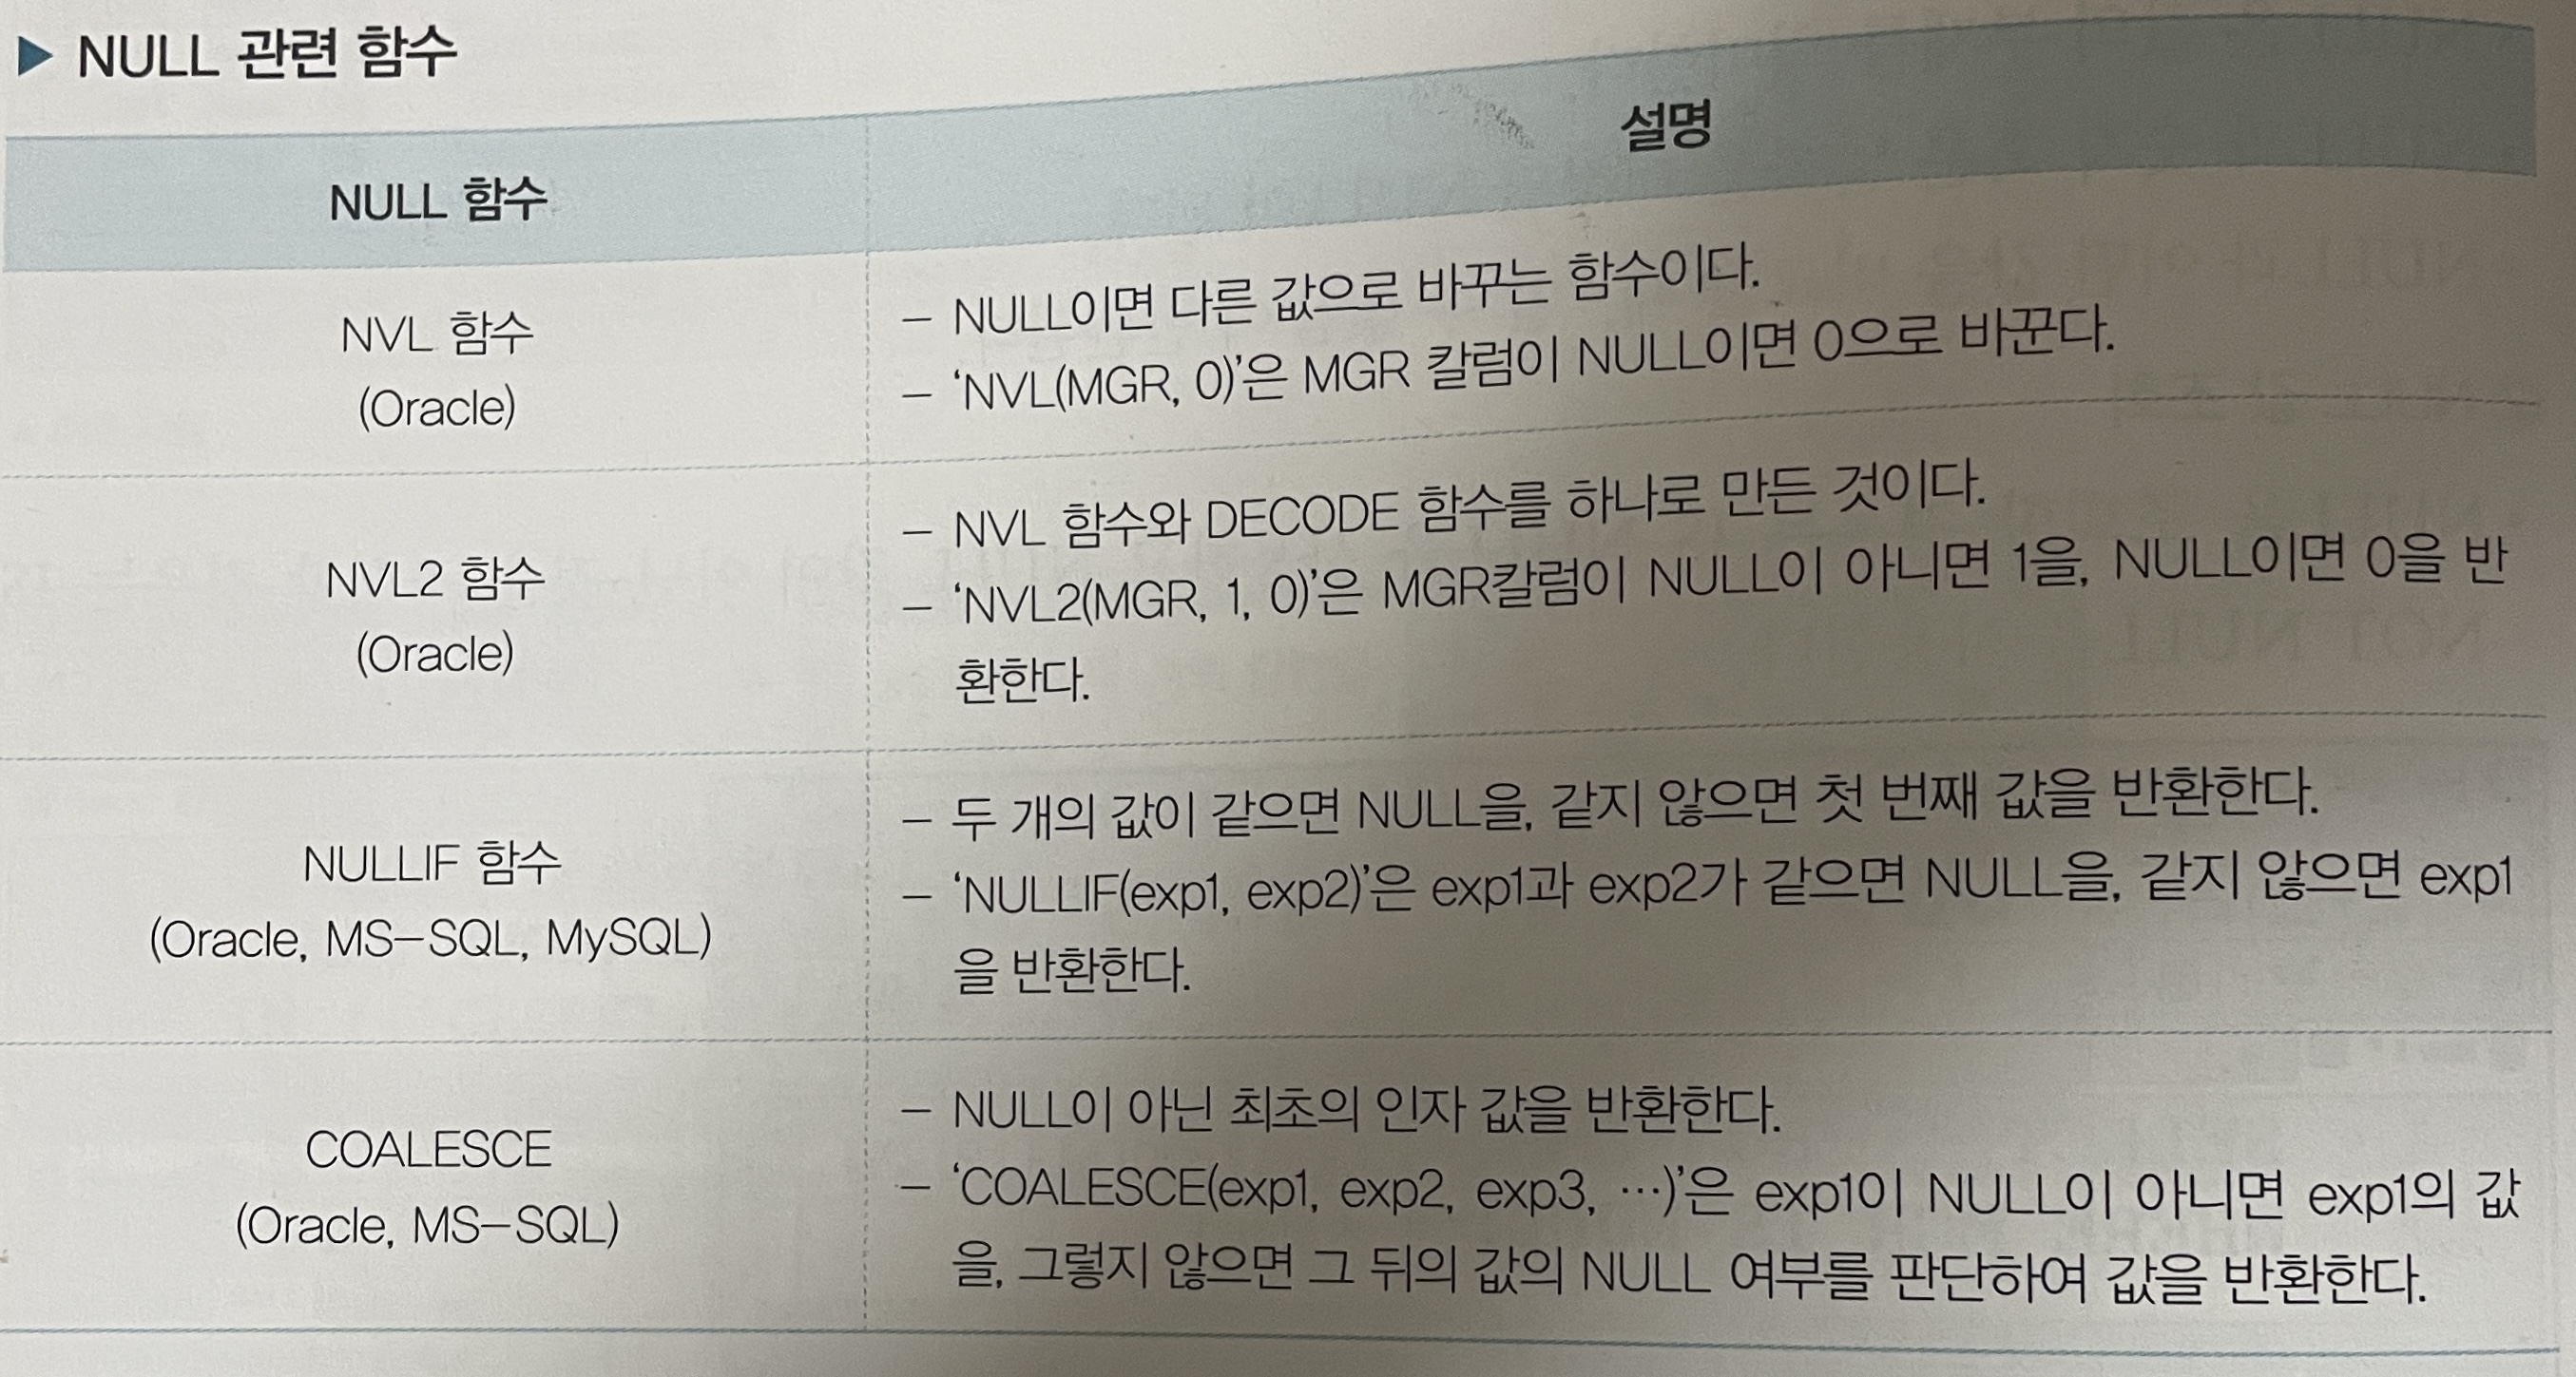 ▶ NULL 관련 함수
NULL 함수
설명
NVL 함수
(Oracle)
– NULL이면 다른 값으로 바꾸는 함수이다.
– ‘NVL(MGR, 0)’은 MGR 칼럼이 NULL이면 0으로 바꾼다.
NVL2 함수
(Oracle)
– NVL 함수와 DECODE 함수를 하나로 만든 것이다.
– ‘NVL2(MGR, 1, 0)’은 MGR칼럼이 NULL이 아니면 1을, NULL이면 0을 반
환한다.
NULLIF 함수
(Oracle, MS–SQL, MySQL)
– 두 개의 값이 같으면 NULL을, 같지 않으면 첫 번째 값을 반환한다.
– ‘NULLIF(exp1, exp2)’은 exp1과 exp2가 같으면 NULL을, 같지 않으면 exp1
을 반환한다.
COALESCE
(Oracle, MS–SQL)
– NULL이 아닌 최초의 인자 값을 반환한다.
– ‘COALESCE(exp1, exp2, exp3, …)’은 exp1이 NULL이 아니면 exp1의 값
을, 그렇지 않으면 그 뒤의 값의 NULL 여부를 판단하여 값을 반환한다.